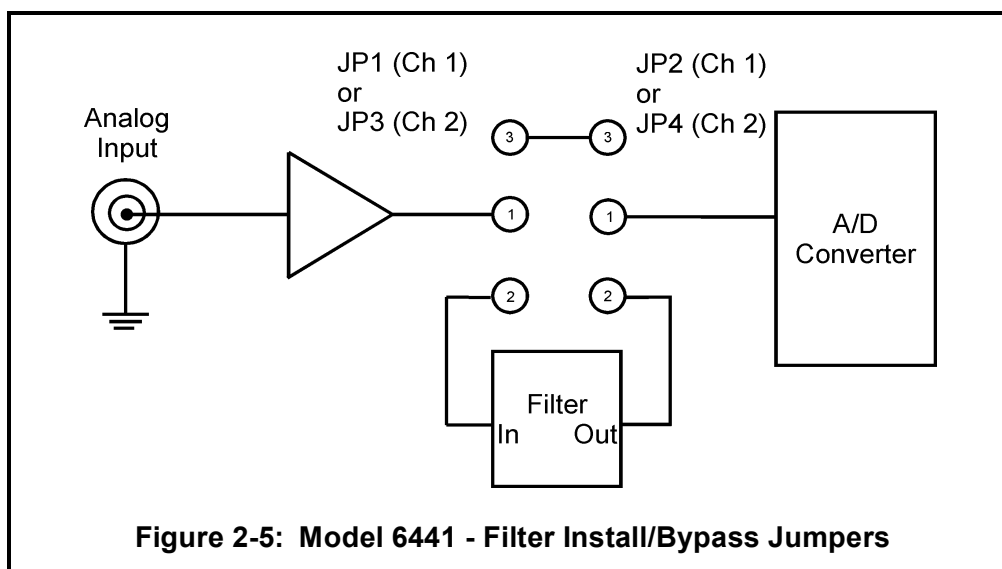 JP1 (Ch 1)
or
JP3 (Ch 2)
JP2 (Ch 1)
or
JP4 (Ch 2)
Analog
Input
3
3
1
1
A/D
Converter
2
2
Filter
In Out
Figure 2-5: Model 6441 - Filter Install/Bypass Jumpers